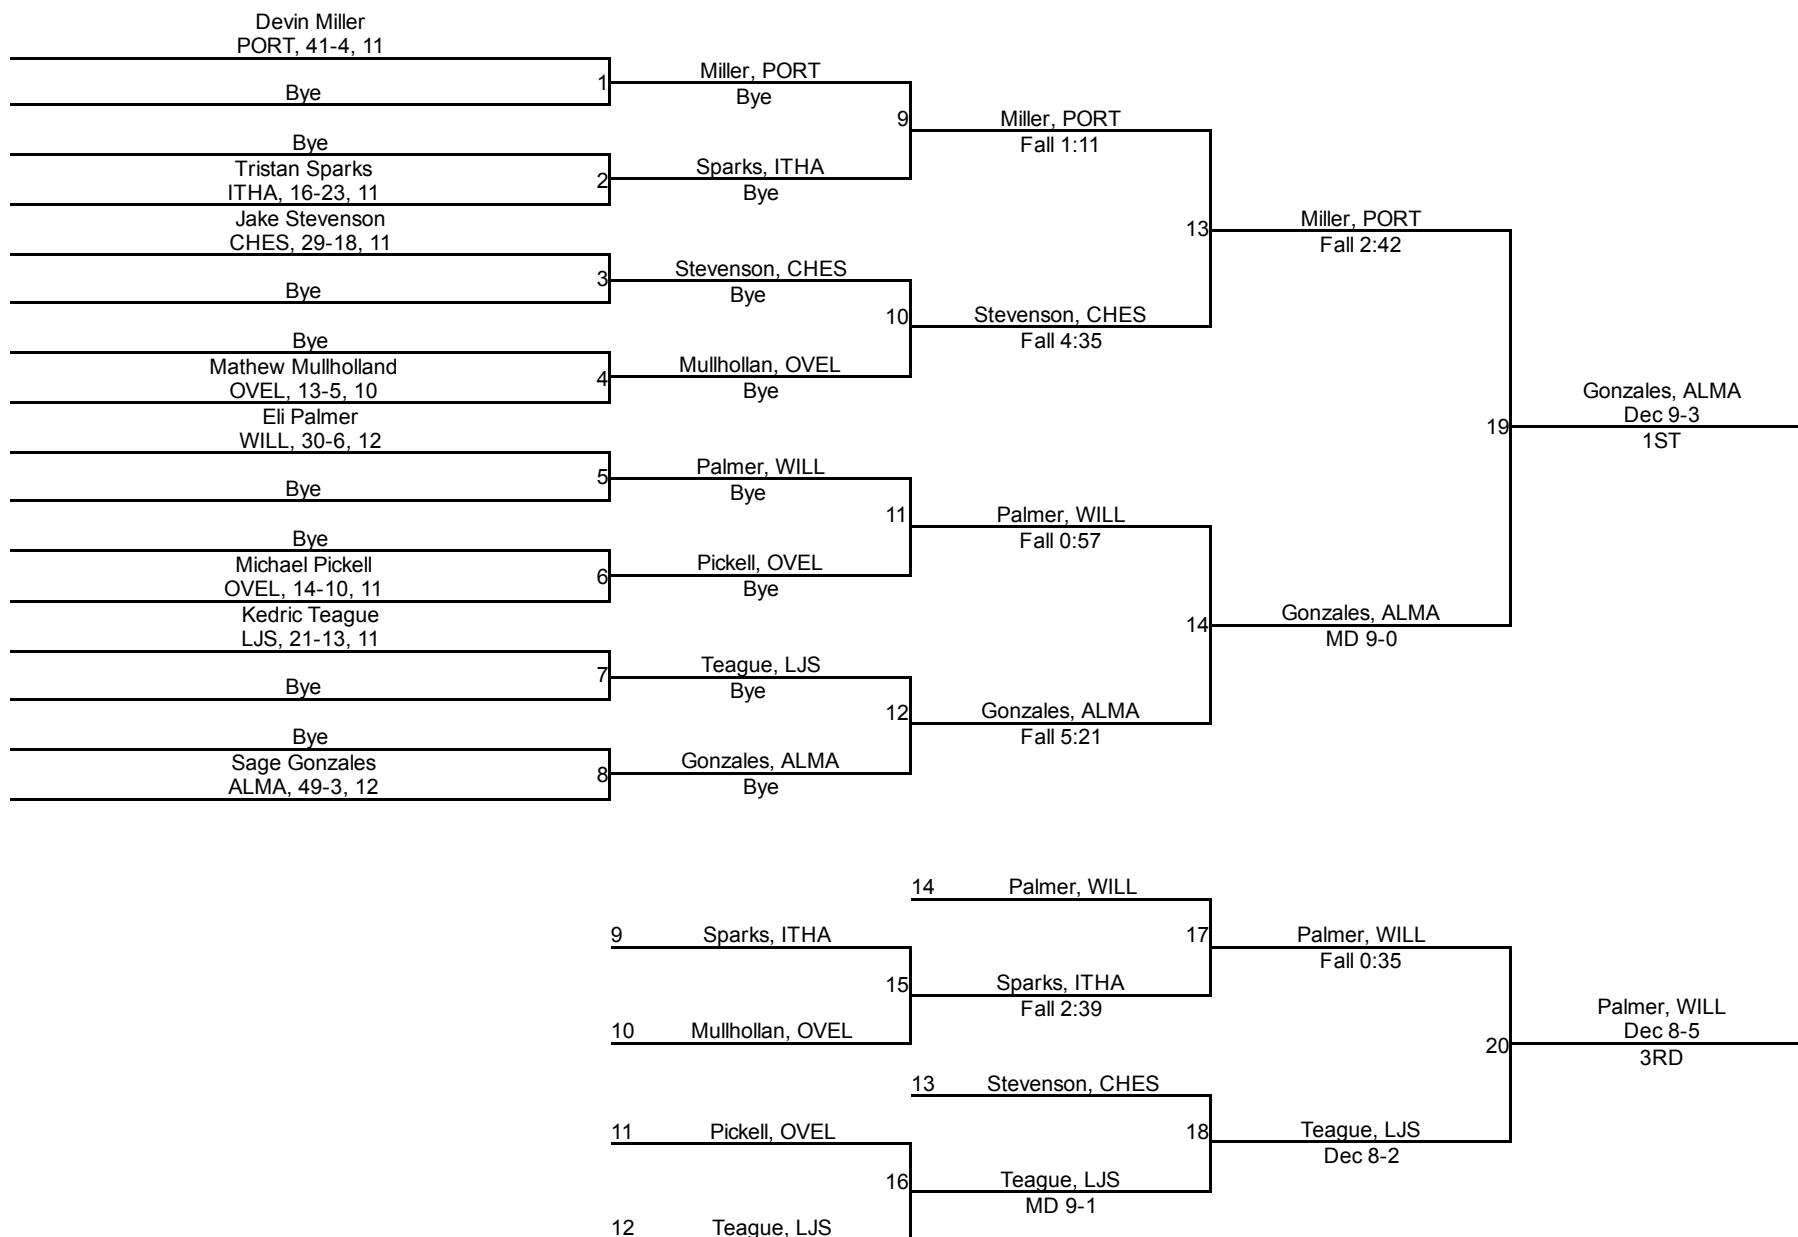 Devin Miller
PORT, 41-4, 11
Bye
1
Miller, PORT
Bye
Bye
Tristan Sparks
ITHA, 16-23, 11
2
Sparks, ITHA
Bye
9
Miller, PORT
Fall 1:11
Jake Stevenson
CHES, 29-18, 11
Bye
3
Stevenson, CHES
Bye
Bye
Mathew Mullholland
OVEL, 13-5, 10
4
Mullhollan, OVEL
Bye
10
Stevenson, CHES
Fall 4:35
13
Miller, PORT
Fall 2:42
Eli Palmer
WILL, 30-6, 12
Bye
5
Palmer, WILL
Bye
Bye
Michael Pickell
OVEL, 14-10, 11
6
Pickell, OVEL
Bye
11
Palmer, WILL
Fall 0:57
Kedric Teague
LJS, 21-13, 11
Bye
7
Teague, LJS
Bye
Bye
Sage Gonzales
ALMA, 49-3, 12
8
Gonzales, ALMA
Bye
12
Gonzales, ALMA
Fall 5:21
14
Gonzales, ALMA
MD 9-0
19
Gonzales, ALMA
Dec 9-3
1ST
14 Palmer, WILL
9 Sparks, ITHA
10 Mullhollan, OVEL
15
Sparks, ITHA
Fall 2:39
17
Palmer, WILL
Fall 0:35
13 Stevenson, CHES
11 Pickell, OVEL
12 Teague, LJS
16
Teague, LJS
MD 9-1
18
Teague, LJS
Dec 8-2
20
Palmer, WILL
Dec 8-5
3RD